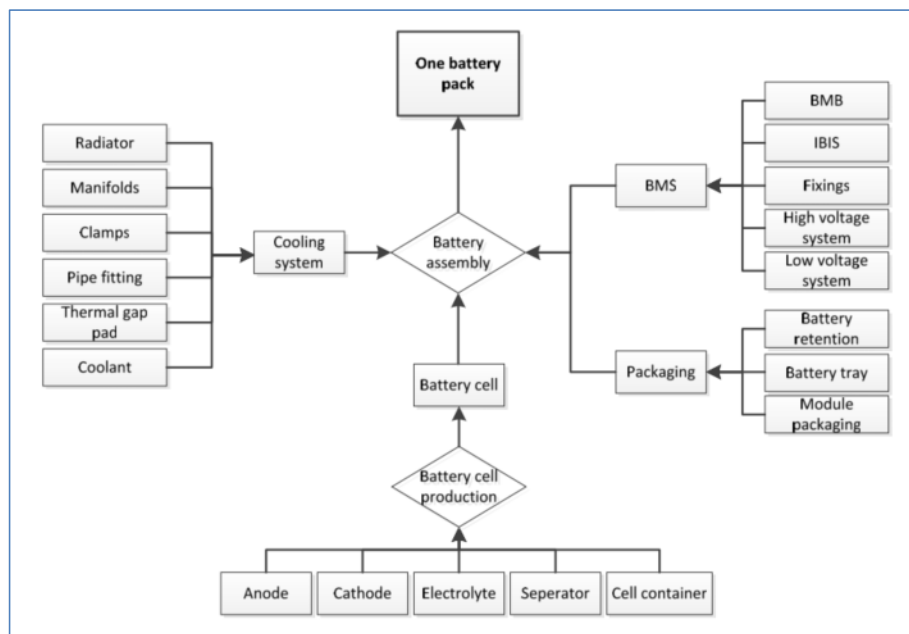 One battery
pack
Radiator
Manifolds
Clamps
Pipe fitting
Thermal gap
pad
Coolant
Cooling
system
Battery
assembly
BMS
Packaging
BMB
IBIS
Fixings
High voltage
system
Low voltage
system
Battery
retention
Battery tray
Module
packaging
Battery cell
Battery cell
production
Anode
Cathode
Electrolyte
Seperator
Cell container